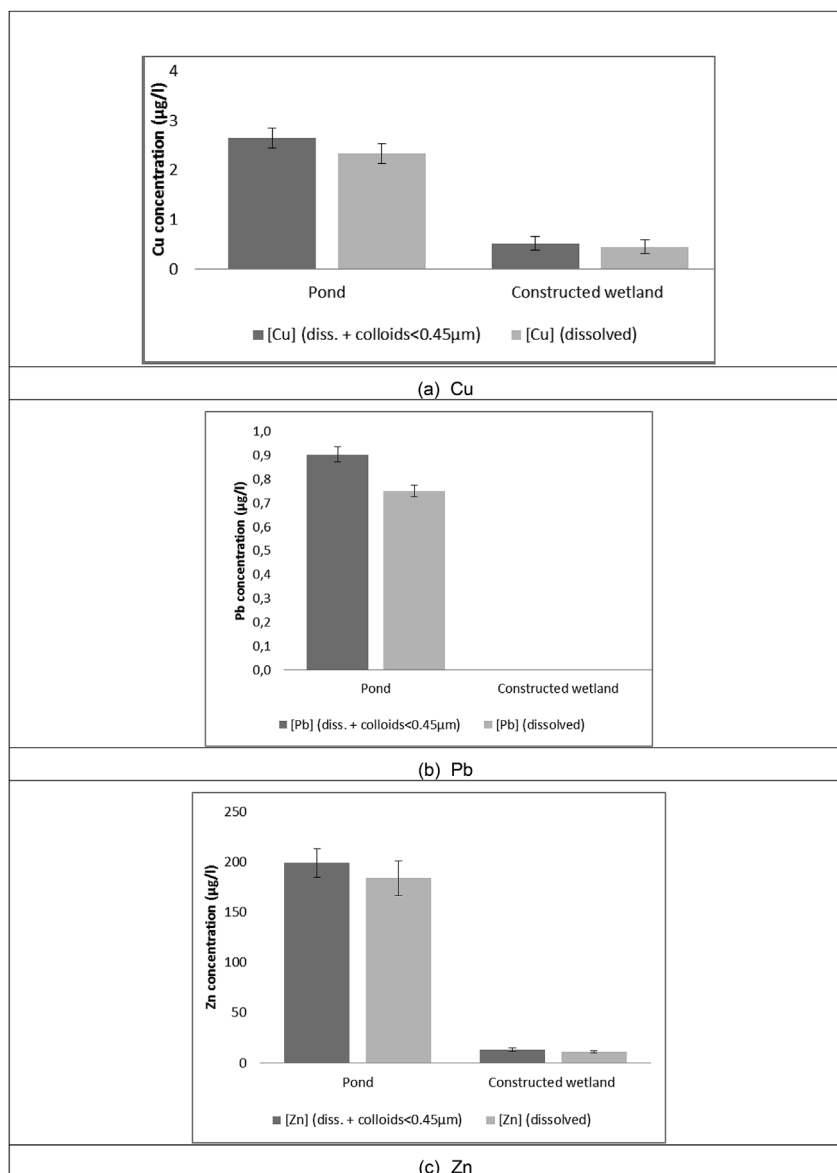 4
3
2
1
0
Cu concentration (µg/l)
Pond Constructed wetland
[Cu] (diss. + colloids<0.45µm) [Cu] (dissolved)
(a) Cu
1,0
0,9
0,8
0,7
0,6
0,5
0,4
0,3
0,2
0,1
0,0
Pb concentration (µg/l)
Pond Constructed wetland
[Pb] (diss. + colloids<0.45µm) [Pb] (dissolved)
(b) Pb
250
200
150
100
50
0
Zn concentration (µg/l)
Pond Constructed wetland
[Zn] (diss. + colloids<0.45µm) [Zn] (dissolved)
(c) Zn